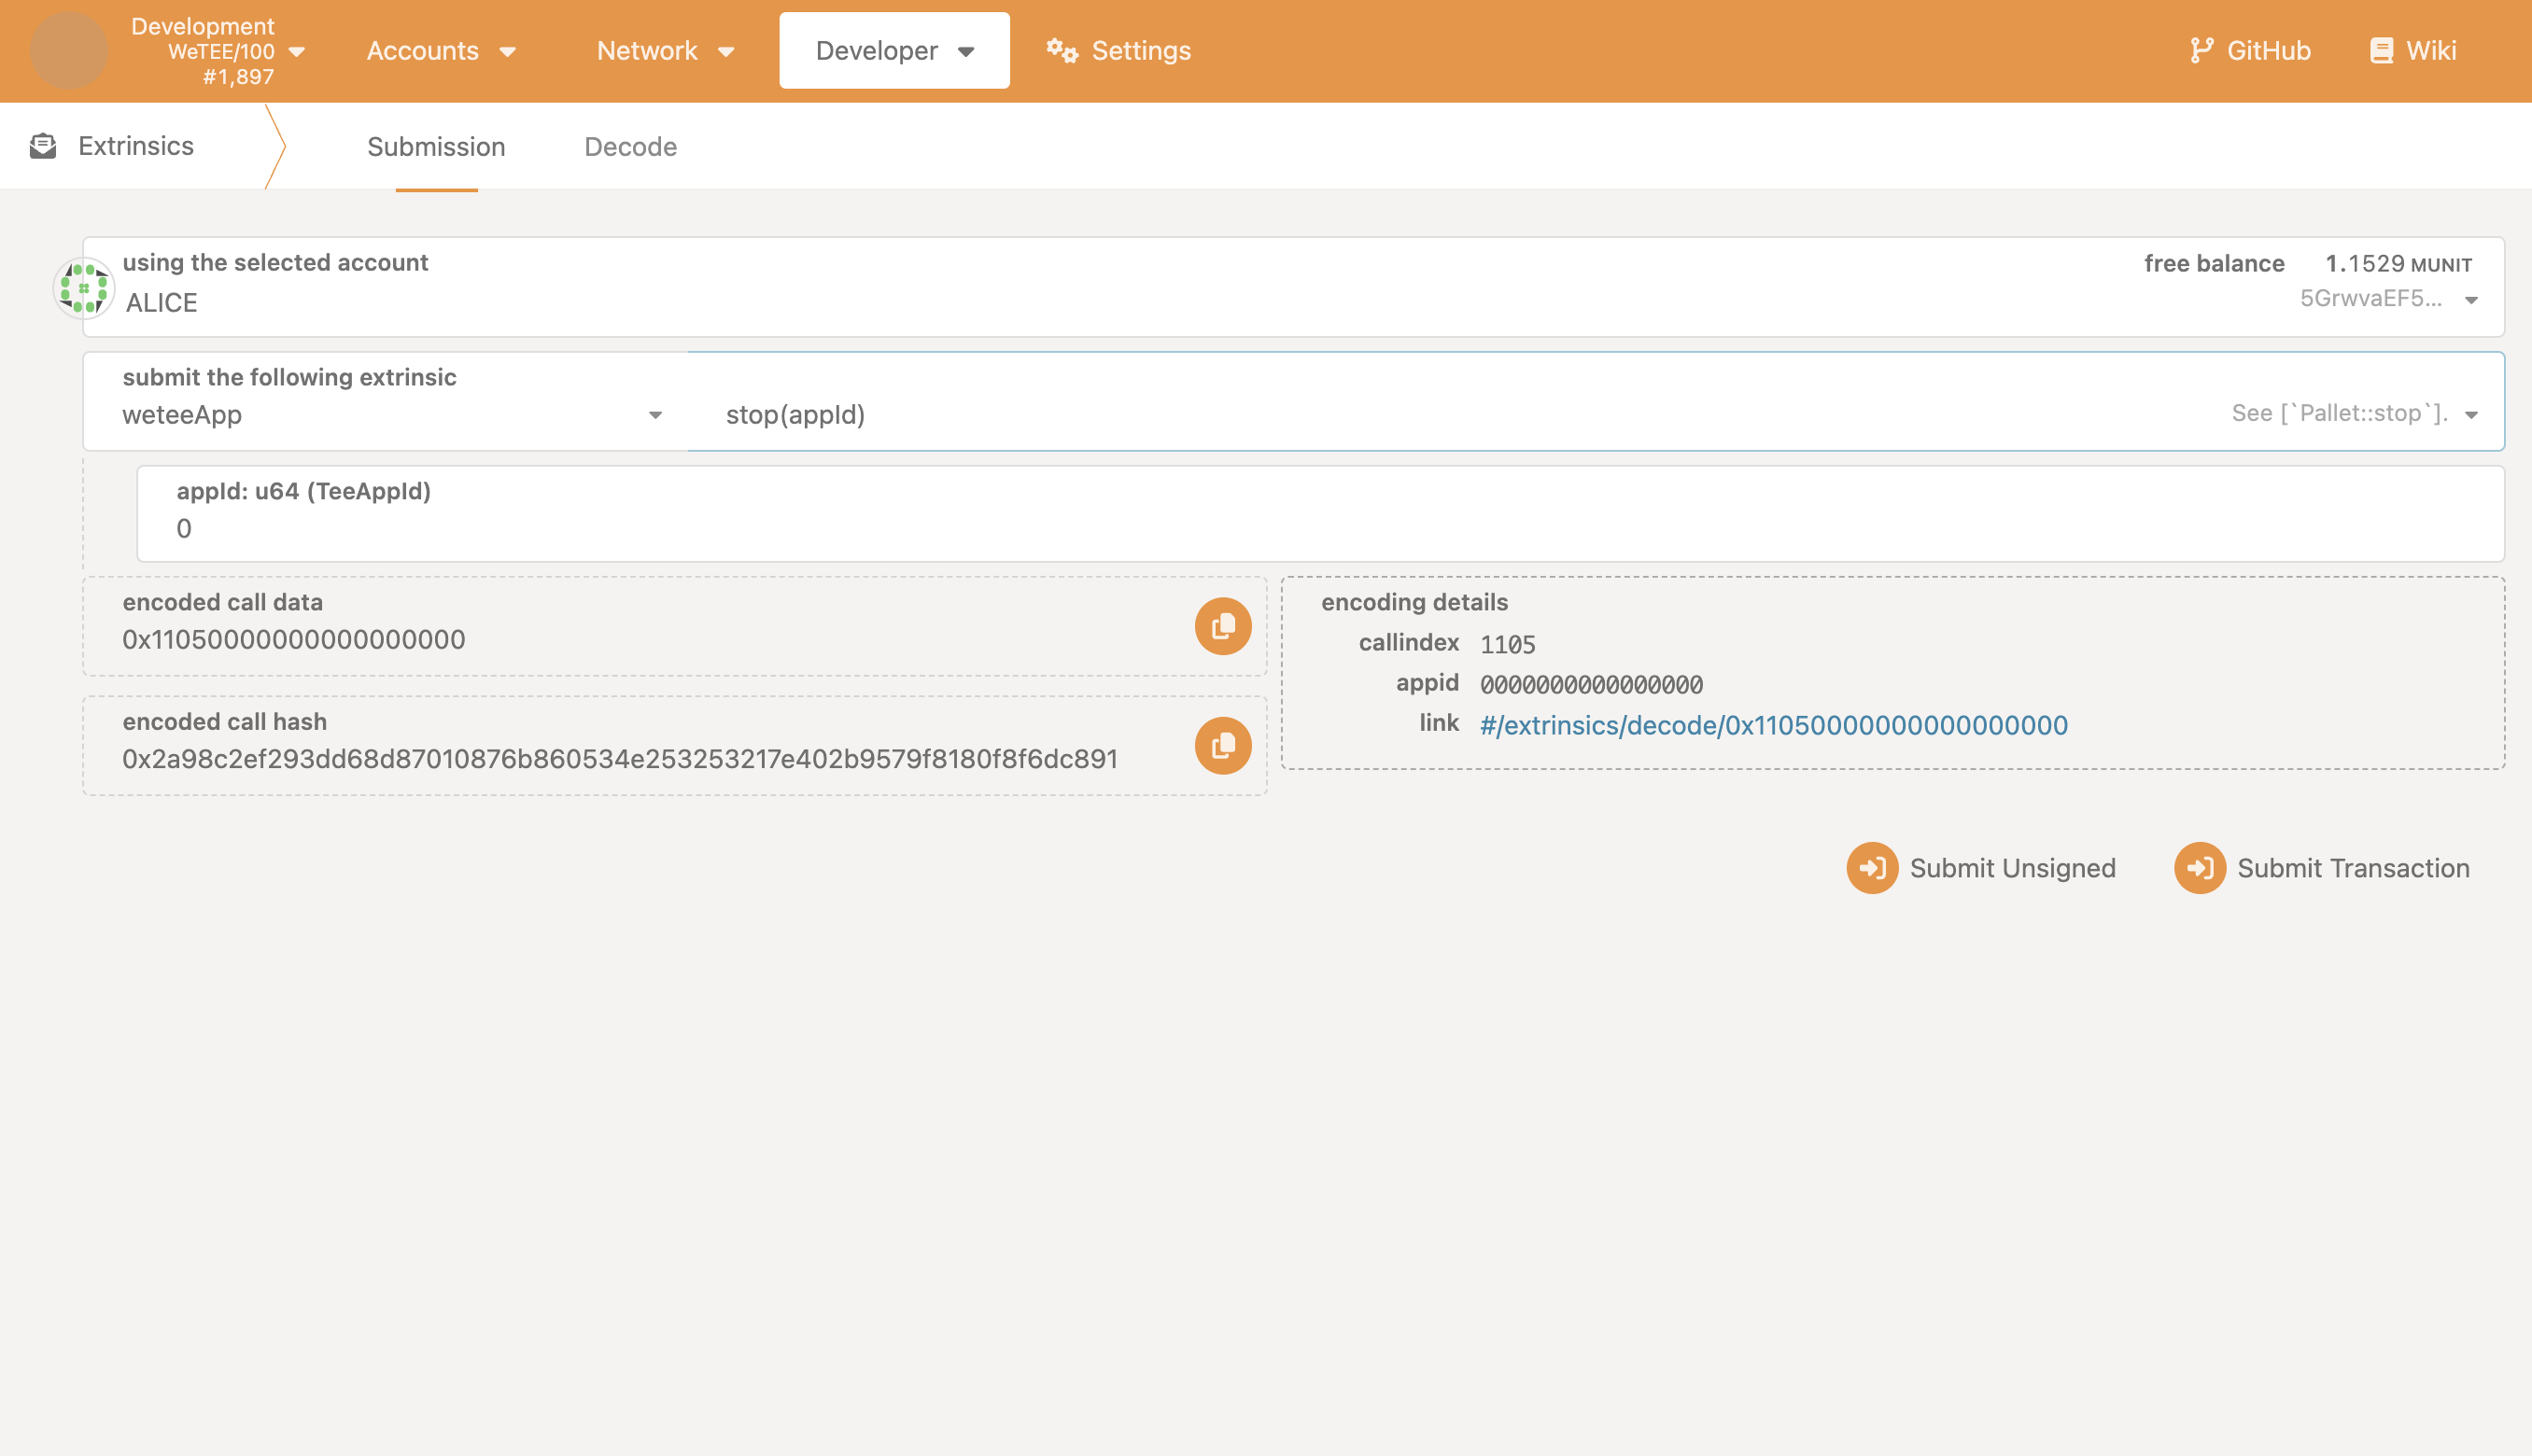 Development
WeTEE/100
#1,897
Accounts
Network
Developer
Settings
GitHub
Wiki
Extrinsics
Submission
Decode
using the selected account
ALICE
free balance 1.1529 MUNIT
5GrwvaEF5...
submit the following extrinsic
weteeApp
stop(appId)
See [`Pallet::stop`].
appId: u64 (TeeAppId)
0
encoded call data
0x11050000000000000000
encoded call hash
0x2a98c2ef293dd68d87010876b860534e253253217e402b9579f8180f8f6dc891
encoding details
callindex 1105
appid 0000000000000000
link #/extrinsics/decode/0x11050000000000000000
Submit Unsigned
Submit Transaction